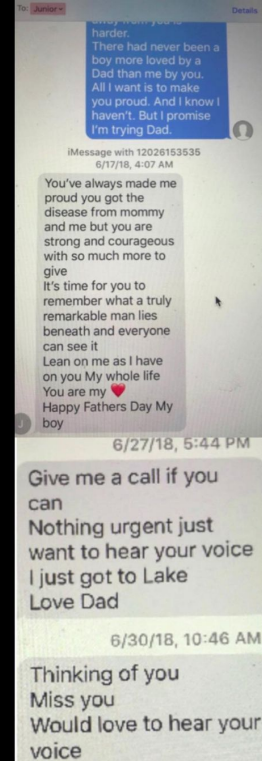 To: Junior
Details
harder.
There had never been a
boy more loved by a
Dad than me by you.
All I want is to make
you proud. And I know I
haven't. But I promise
I'm trying Dad.
iMessage with 12026153535
6/17/18, 4:07 AM
You've always made me
proud you got the
disease from mommy
and me but you are
strong and courageous
with so much more to
give
It's time for you to
remember what a truly
remarkable man lies
beneath and everyone
can see it
Lean on me as I have
on you My whole life
You are my ❤️
Happy Fathers Day My
boy
J
6/27/18, 5:44 PM
Give me a call if you
can
Nothing urgent just
want to hear your voice
I just got to Lake
Love Dad
6/30/18, 10:46 AM
Thinking of you
Miss you
Would love to hear your
voice